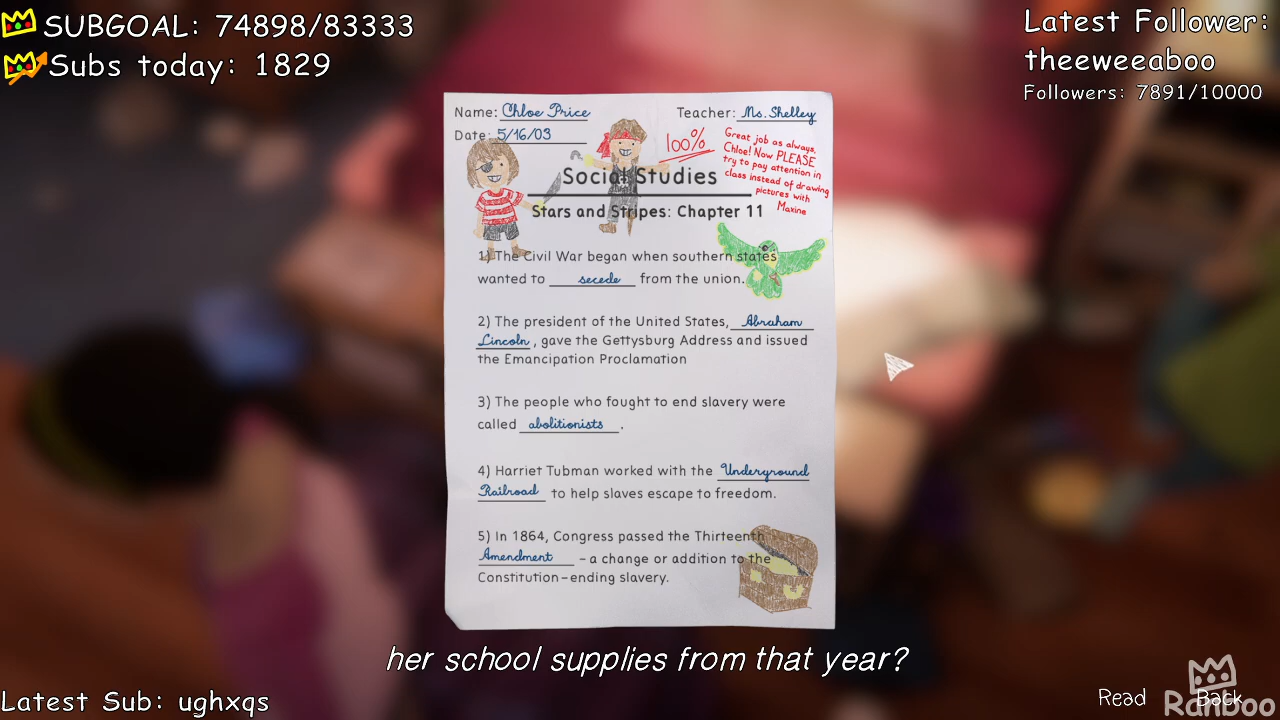 SUBGOAL: 74898/83333
Subs today: 1829
Latest Follower:
theeweeaboo
Followers: 7891/10000
Name: Chloe Price
Teacher: Ms. Shelley
Date: 5/16/03
100%
Great job as always,
Chloe! Now PLEASE
try to pay attention in
class instead of drawing
pictures with
Maxine
Social Studies
Stars and Stripes: Chapter 11
1) The Civil War began when southern states
wanted to secede from the union.
2) The president of the United States, Abraham
Lincoln, gave the Gettysburg Address and issued
the Emancipation Proclamation
3) The people who fought to end slavery were
called abolitionists.
4) Harriet Tubman worked with the Underground
Railroad to help slaves escape to freedom.
5) In 1864, Congress passed the Thirteenth
Amendment – a change or addition to the
Constitution – ending slavery.
her school supplies from that year?
Latest Sub: ughxqs
Read
Back
Ranboo